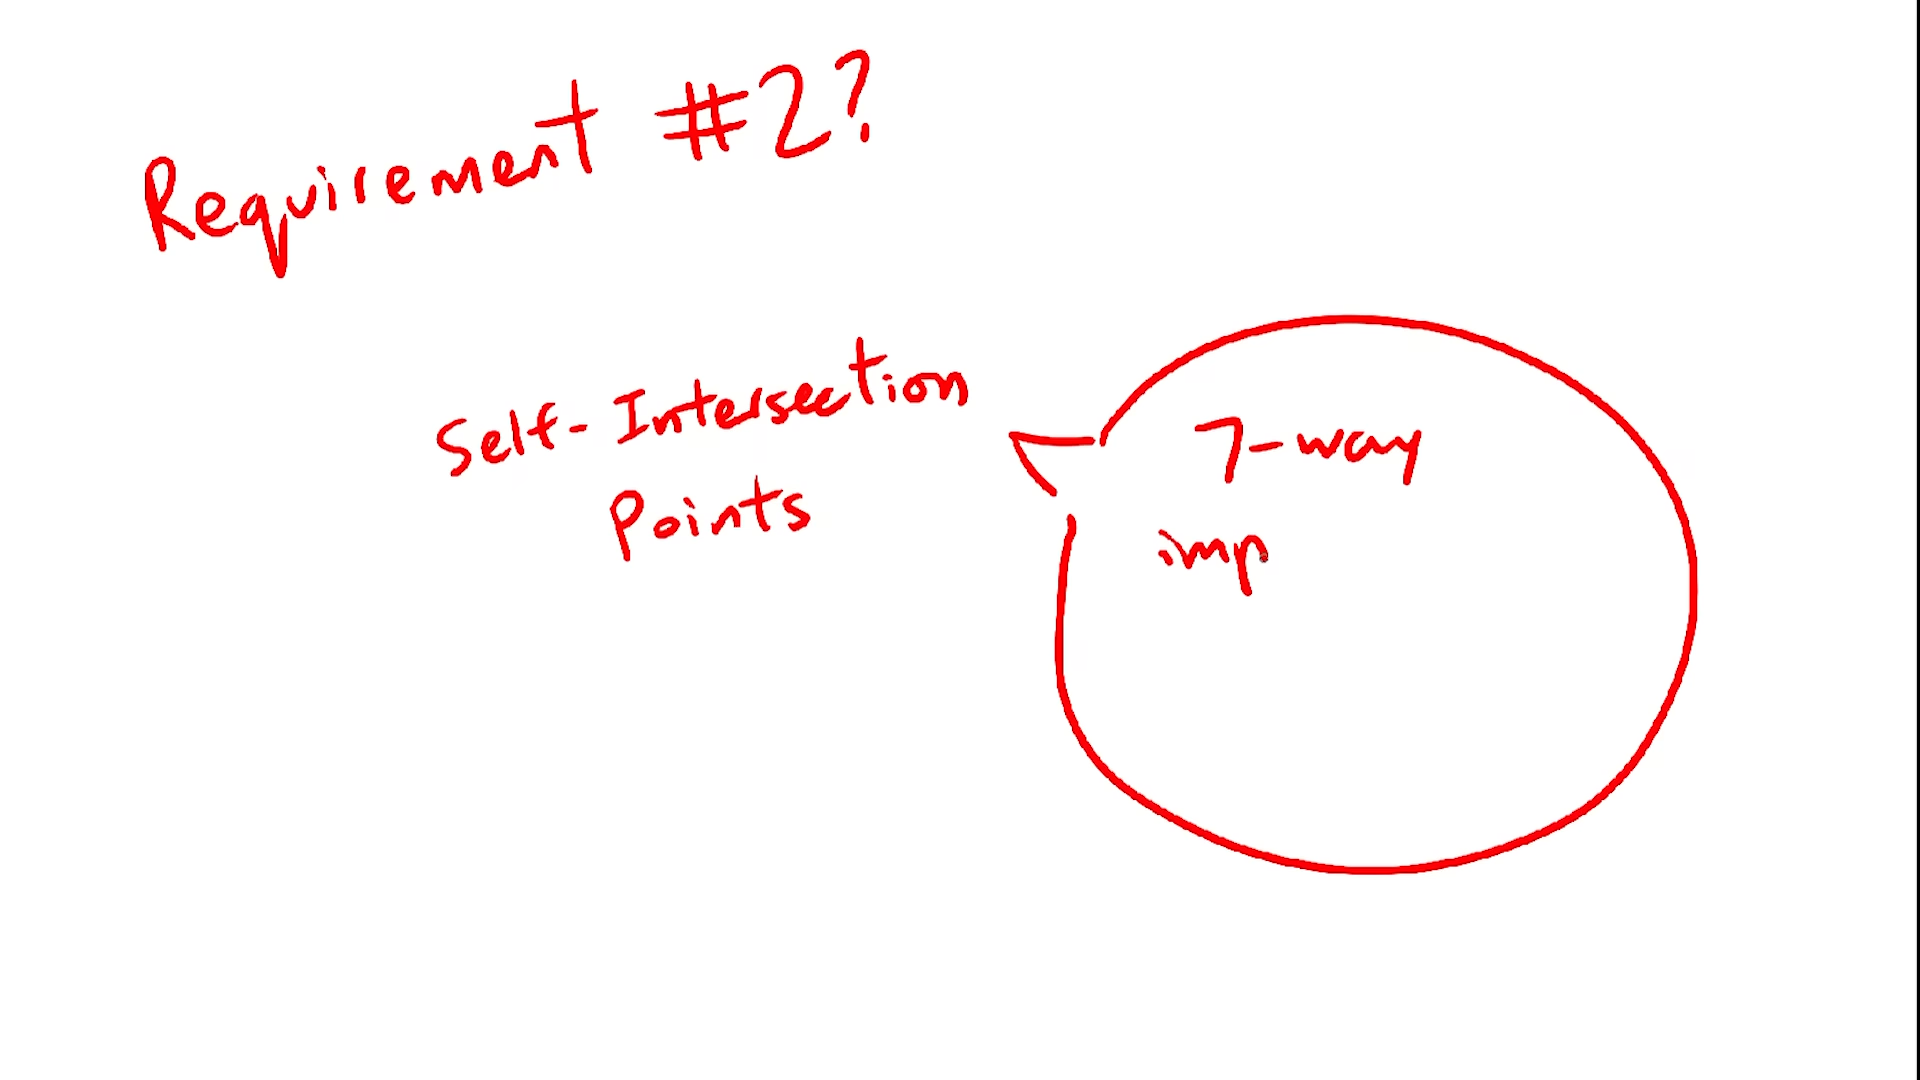 Requirement #2?
Self-Intersection
Points
7-way
imp